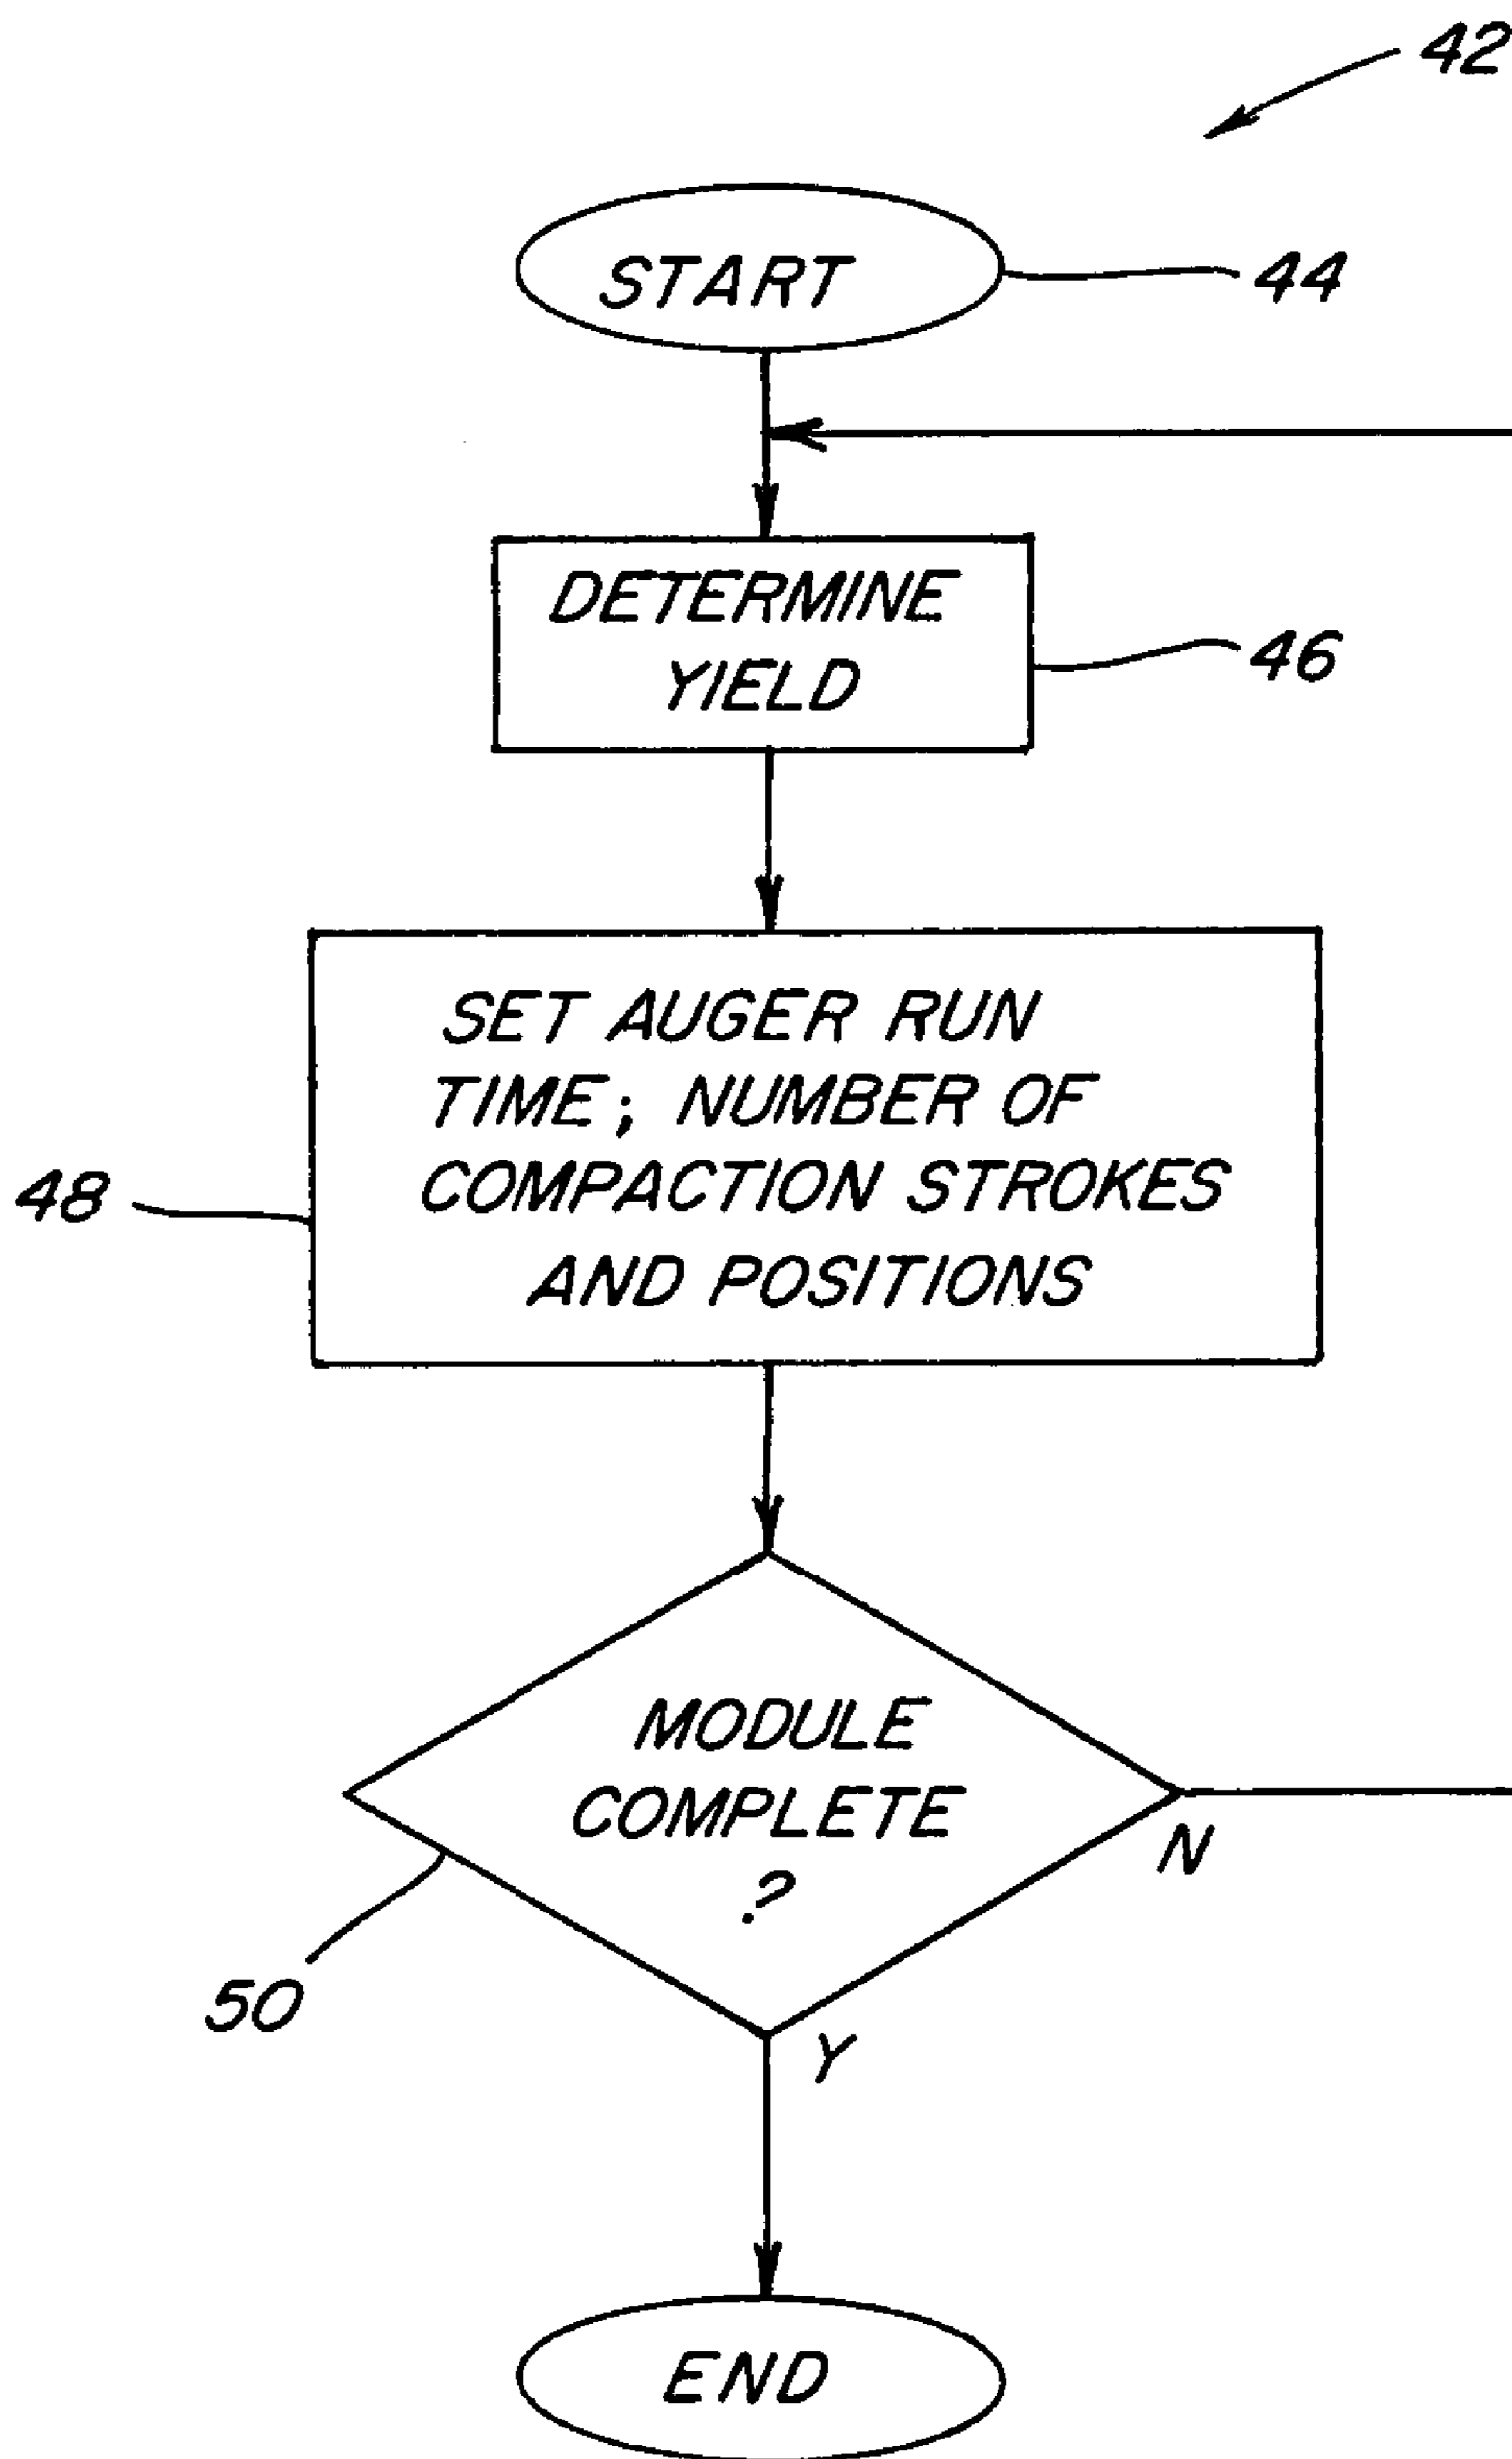 42
START
44
DETERMINE
YIELD
46
SET AUGER RUN
TIME; NUMBER OF
COMPACTION STROKES
AND POSITIONS
48
MODULE
COMPLETE
?
N
50
Y
END